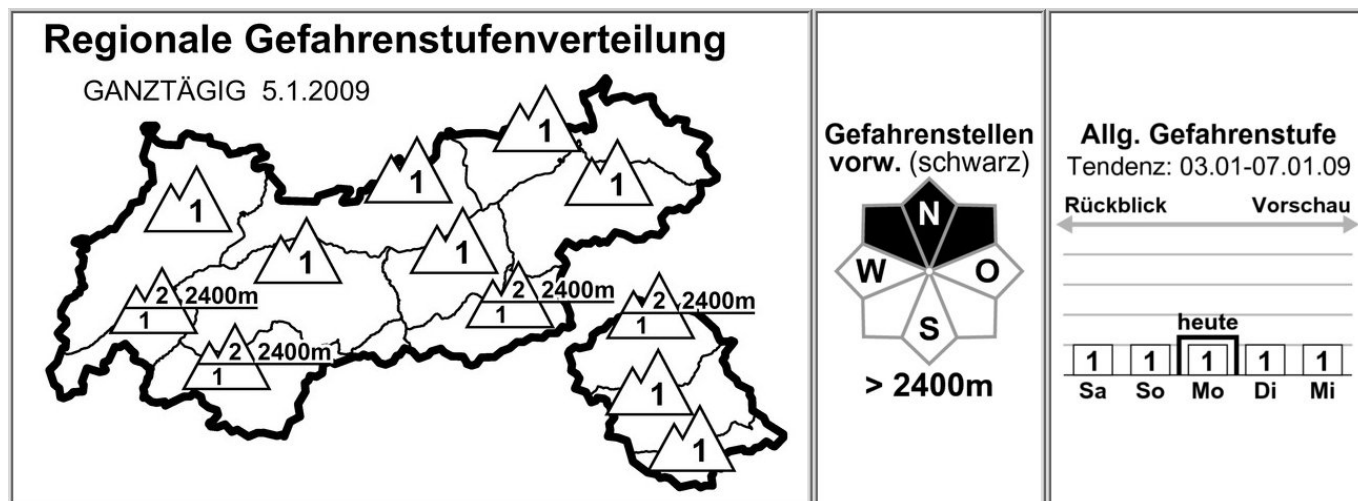 Regionale Gefahrenstufenverteilung
GANZTÄGIG 5.1.2009
1
1
1
1
1
1
1
2 2400m
1
2 2400m
1
2 2400m
1
2 2400m
1
1
1
Gefahrenstellen
vorw. (schwarz)
N
W O
S
> 2400m
Allg. Gefahrenstufe
Tendenz: 03.01-07.01.09
Rückblick Vorschau
heute
1 1 1 1 1
Sa So Mo Di Mi